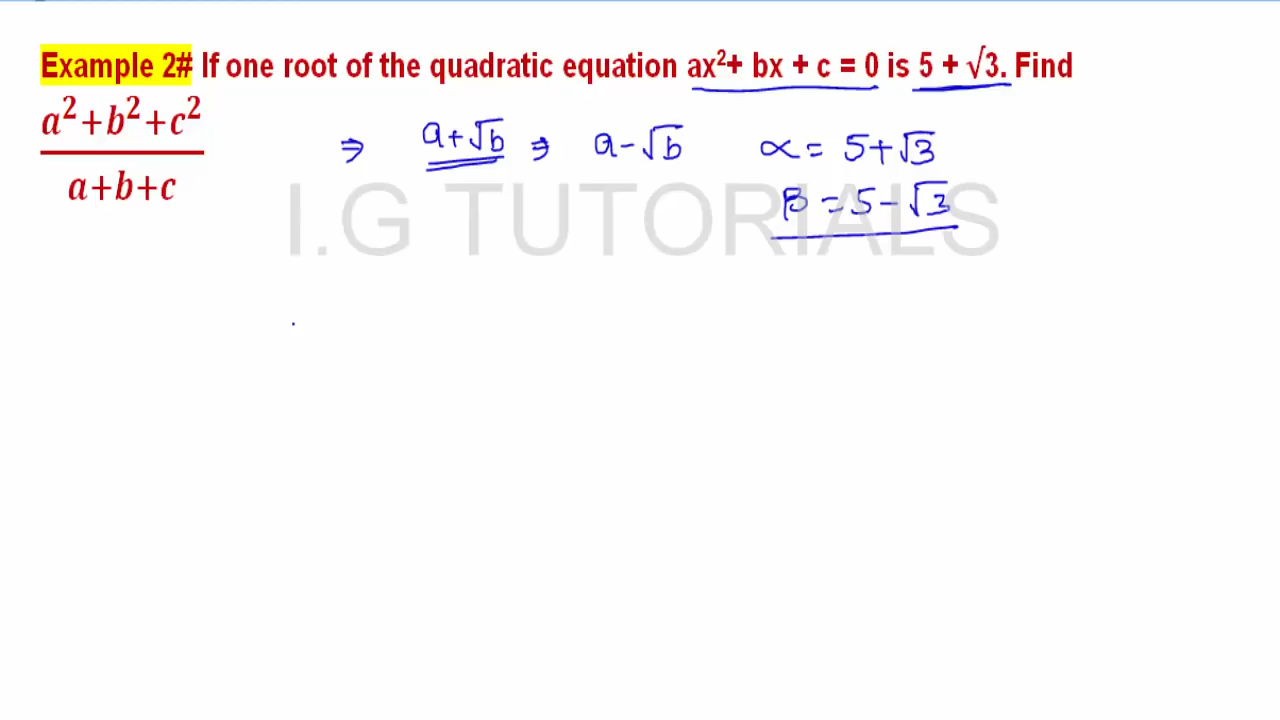 Example 2# If one root of the quadratic equation ax²+ bx + c = 0 is 5 + √3. Find
a²+b²+c²
a+b+c
⇒ a+√b ⇒ a-√b α = 5+√3
β = 5-√3
I.G TUTORIALS